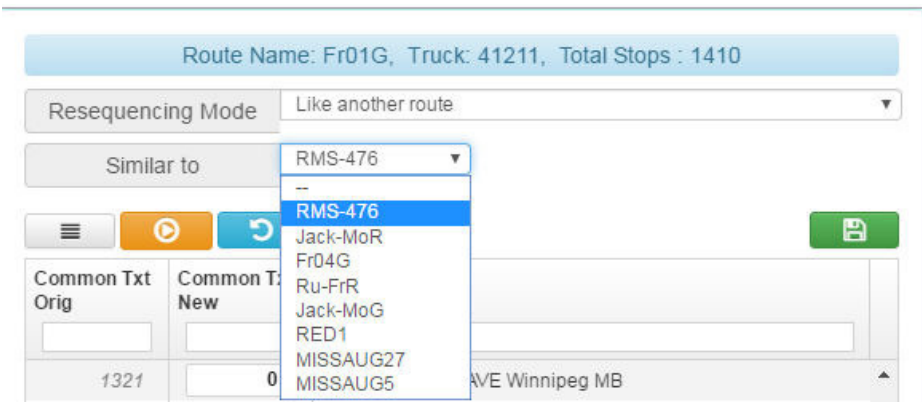 Route Name: Fr01G, Truck: 41211, Total Stops : 1410
Resequencing Mode
Like another route
Similar to
RMS-476
--
RMS-476
Jack-MoR
Fr04G
Ru-FrR
Jack-MoG
RED1
MISSAUG27
MISSAUG5
Common Txt
Orig
Common
New
1321
0
AVE Winnipeg MB